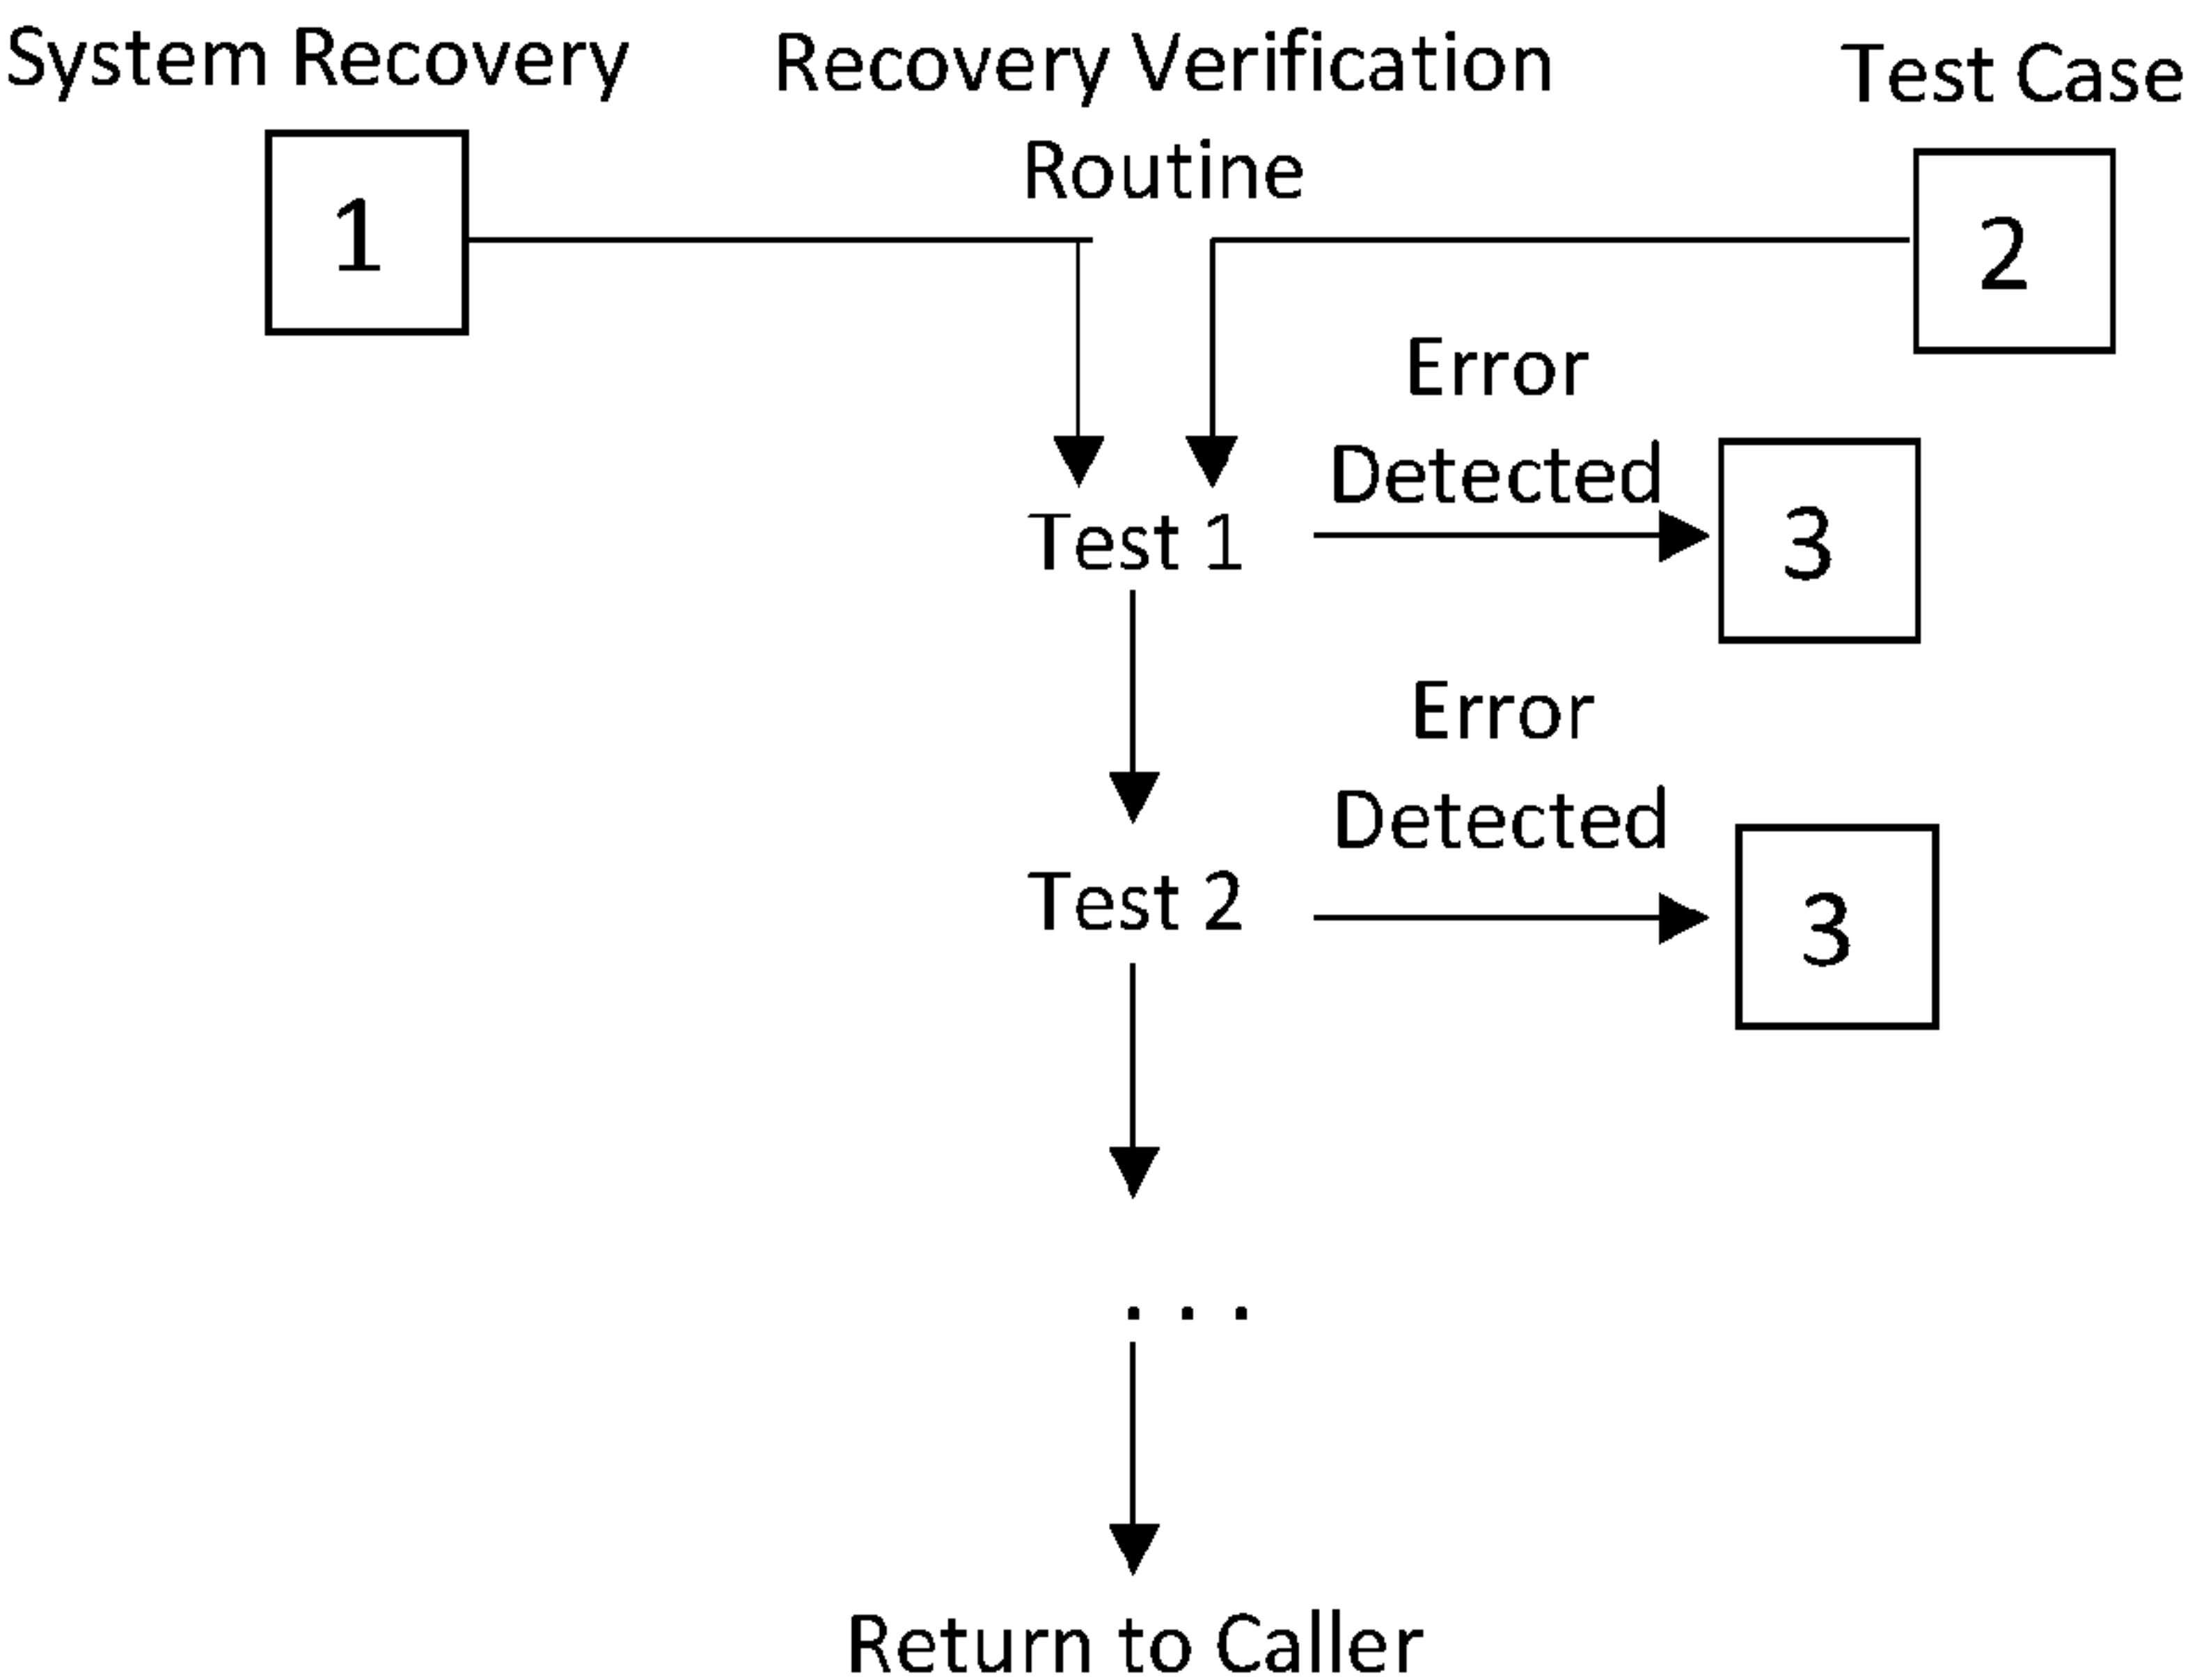 System Recovery
Recovery Verification
Routine
Test Case
1
2
Error
Detected
Test 1
3
Error
Detected
Test 2
3
. . .
Return to Caller